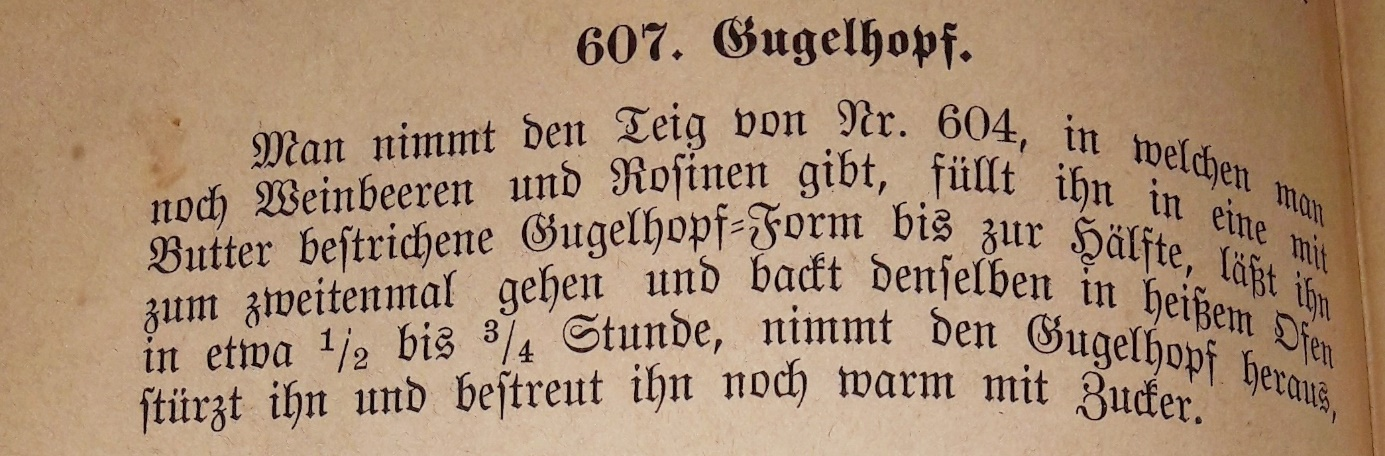 607. Gugelhopf.
Man nimmt den Teig von Nr. 604, in welchen man
noch Weinbeeren und Rosinen gibt, füllt ihn in eine mit
Butter bestrichene Gugelhopf-Form bis zur Hälfte, läßt ihn
zum zweitenmal gehen und backt denselben in heißem Ofen
in etwa 1/2 bis 3/4 Stunde, nimmt den Gugelhopf heraus,
stürzt ihn und bestreut ihn noch warm mit Zucker.